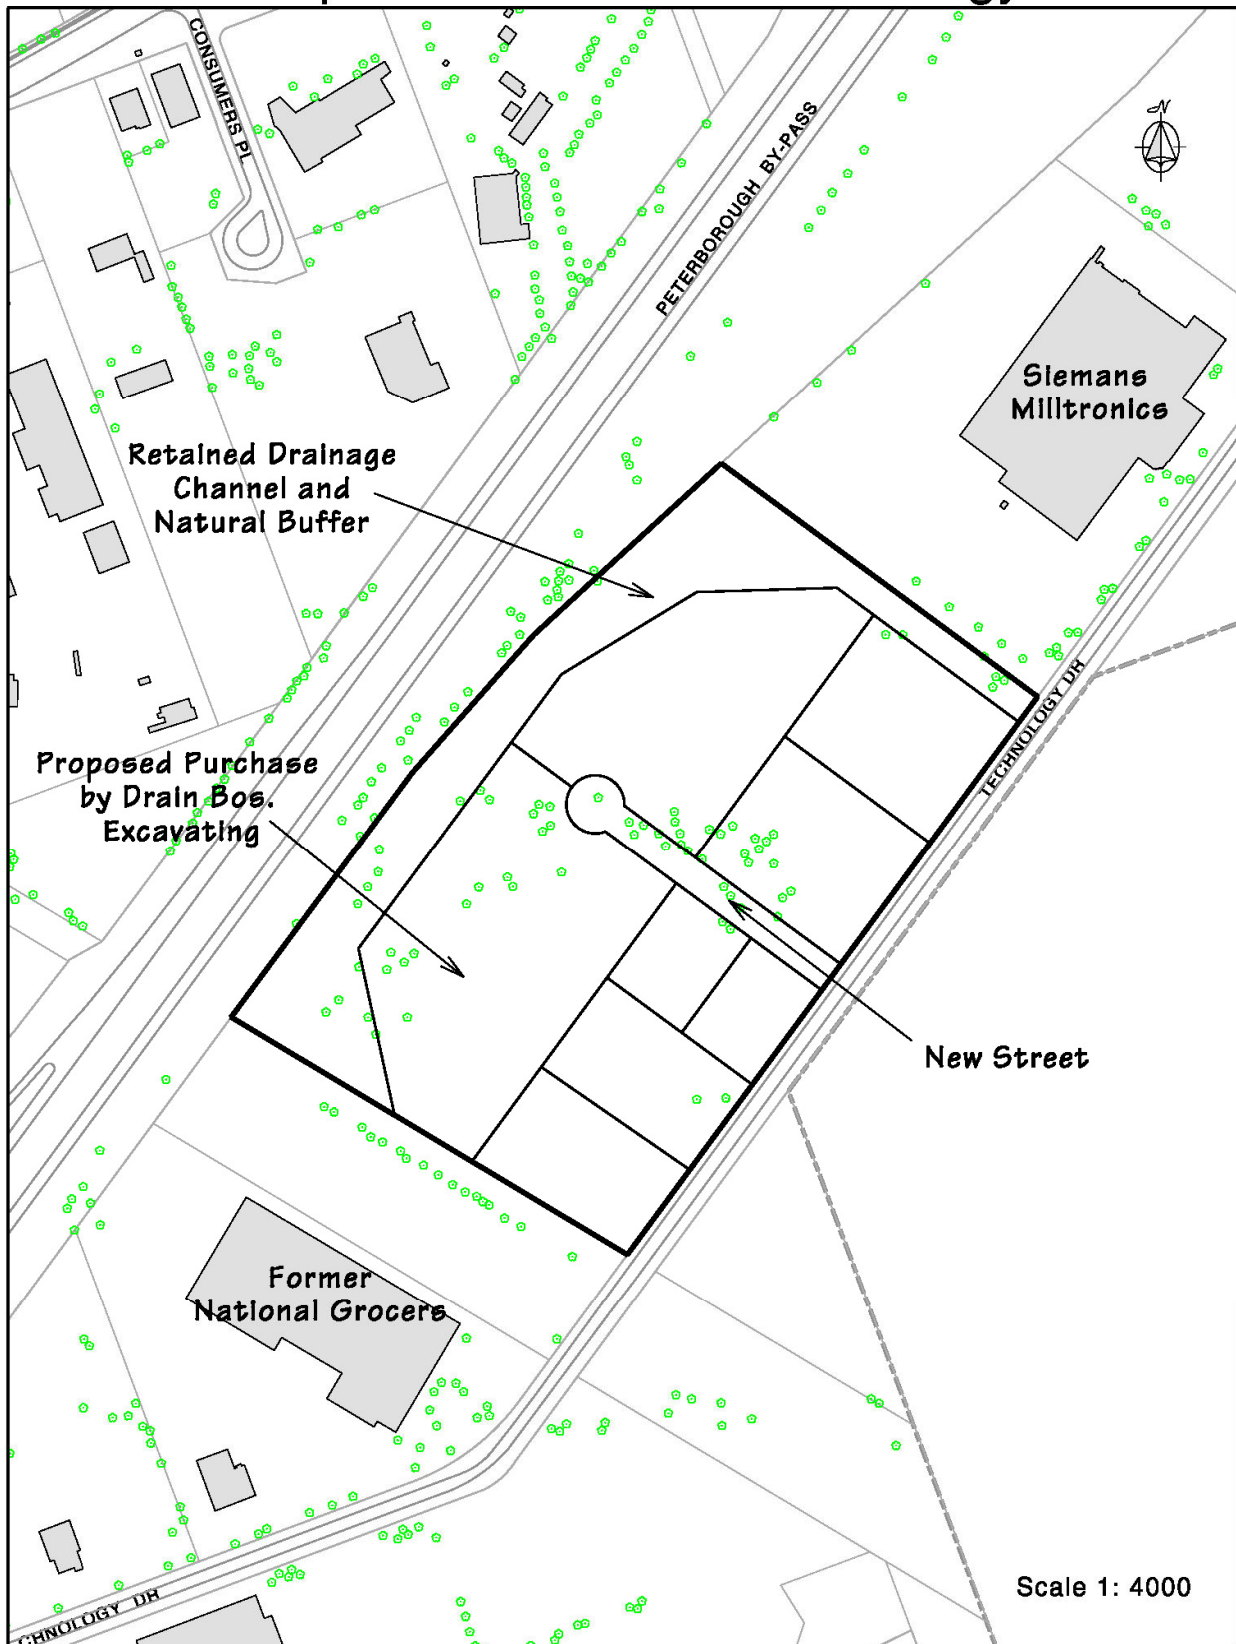 CONSUMERS PL
PETERBOROUGH BY-PASS
N
Siemans
Milltronics
Retained Drainage
Channel and
Natural Buffer
TECHNOLOGY DR
Proposed Purchase
by Drain Bos.
Excavating
New Street
Former
National Grocers
Scale 1: 4000
CHNOLOGY DR